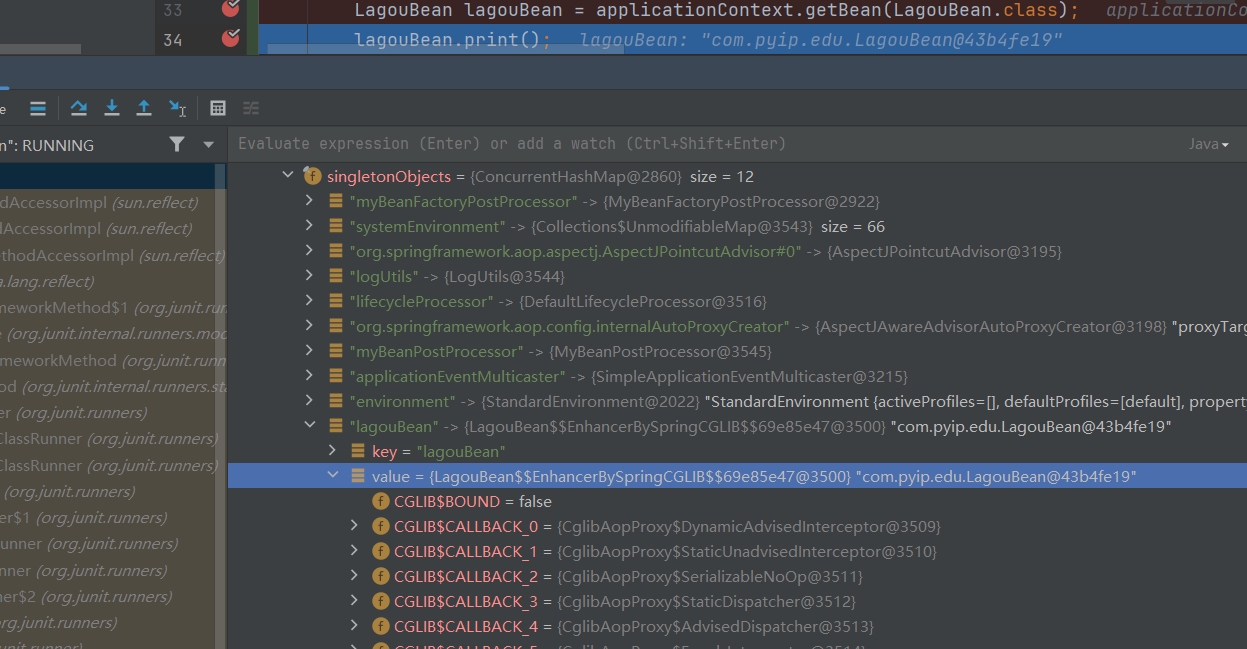 33 LagouBean lagouBean = applicationContext.getBean(LagouBean.class); applicationCo
34 lagouBean.print(); lagouBean: "com.pyip.edu.LagouBean@43b4fe19"
e
n": RUNNING
Evaluate expression (Enter) or add a watch (Ctrl+Shift+Enter) Java
dAccessorImpl (sun.reflect)
dAccessorImpl (sun.reflect)
thodAccessorImpl (sun.reflect)
a.lang.reflect)
meworkMethod$1 (org.junit.run
(org.junit.internal.runners.mod
meworkMethod (org.junit.runn
od (org.junit.internal.runners.sta
er (org.junit.runners)
ClassRunner (org.junit.runners)
ClassRunner (org.junit.runners)
(org.junit.runners)
er$1 (org.junit.runners)
unner (org.junit.runners)
nner (org.junit.runners)
ner$2 (org.junit.runners)
org.junit.runners)
unit.runner)
singletonObjects = {ConcurrentHashMap@2860} size = 12
"myBeanFactoryPostProcessor" -> {MyBeanFactoryPostProcessor@2922}
"systemEnvironment" -> {Collections$UnmodifiableMap@3543} size = 66
"org.springframework.aop.aspectj.AspectJPointcutAdvisor#0" -> {AspectJPointcutAdvisor@3195}
"logUtils" -> {LogUtils@3544}
"lifecycleProcessor" -> {DefaultLifecycleProcessor@3516}
"org.springframework.aop.config.internalAutoProxyCreator" -> {AspectJAwareAdvisorAutoProxyCreator@3198} "proxyTarg
"myBeanPostProcessor" -> {MyBeanPostProcessor@3545}
"applicationEventMulticaster" -> {SimpleApplicationEventMulticaster@3215}
"environment" -> {StandardEnvironment@2022} "StandardEnvironment {activeProfiles=[], defaultProfiles=[default], property
"lagouBean" -> {LagouBean$$EnhancerBySpringCGLIB$$69e85e47@3500} "com.pyip.edu.LagouBean@43b4fe19"
key = "lagouBean"
value = {LagouBean$$EnhancerBySpringCGLIB$$69e85e47@3500} "com.pyip.edu.LagouBean@43b4fe19"
CGLIB$BOUND = false
CGLIB$CALLBACK_0 = {CglibAopProxy$DynamicAdvisedInterceptor@3509}
CGLIB$CALLBACK_1 = {CglibAopProxy$StaticUnadvisedInterceptor@3510}
CGLIB$CALLBACK_2 = {CglibAopProxy$SerializableNoOp@3511}
CGLIB$CALLBACK_3 = {CglibAopProxy$StaticDispatcher@3512}
CGLIB$CALLBACK_4 = {CglibAopProxy$AdvisedDispatcher@3513}